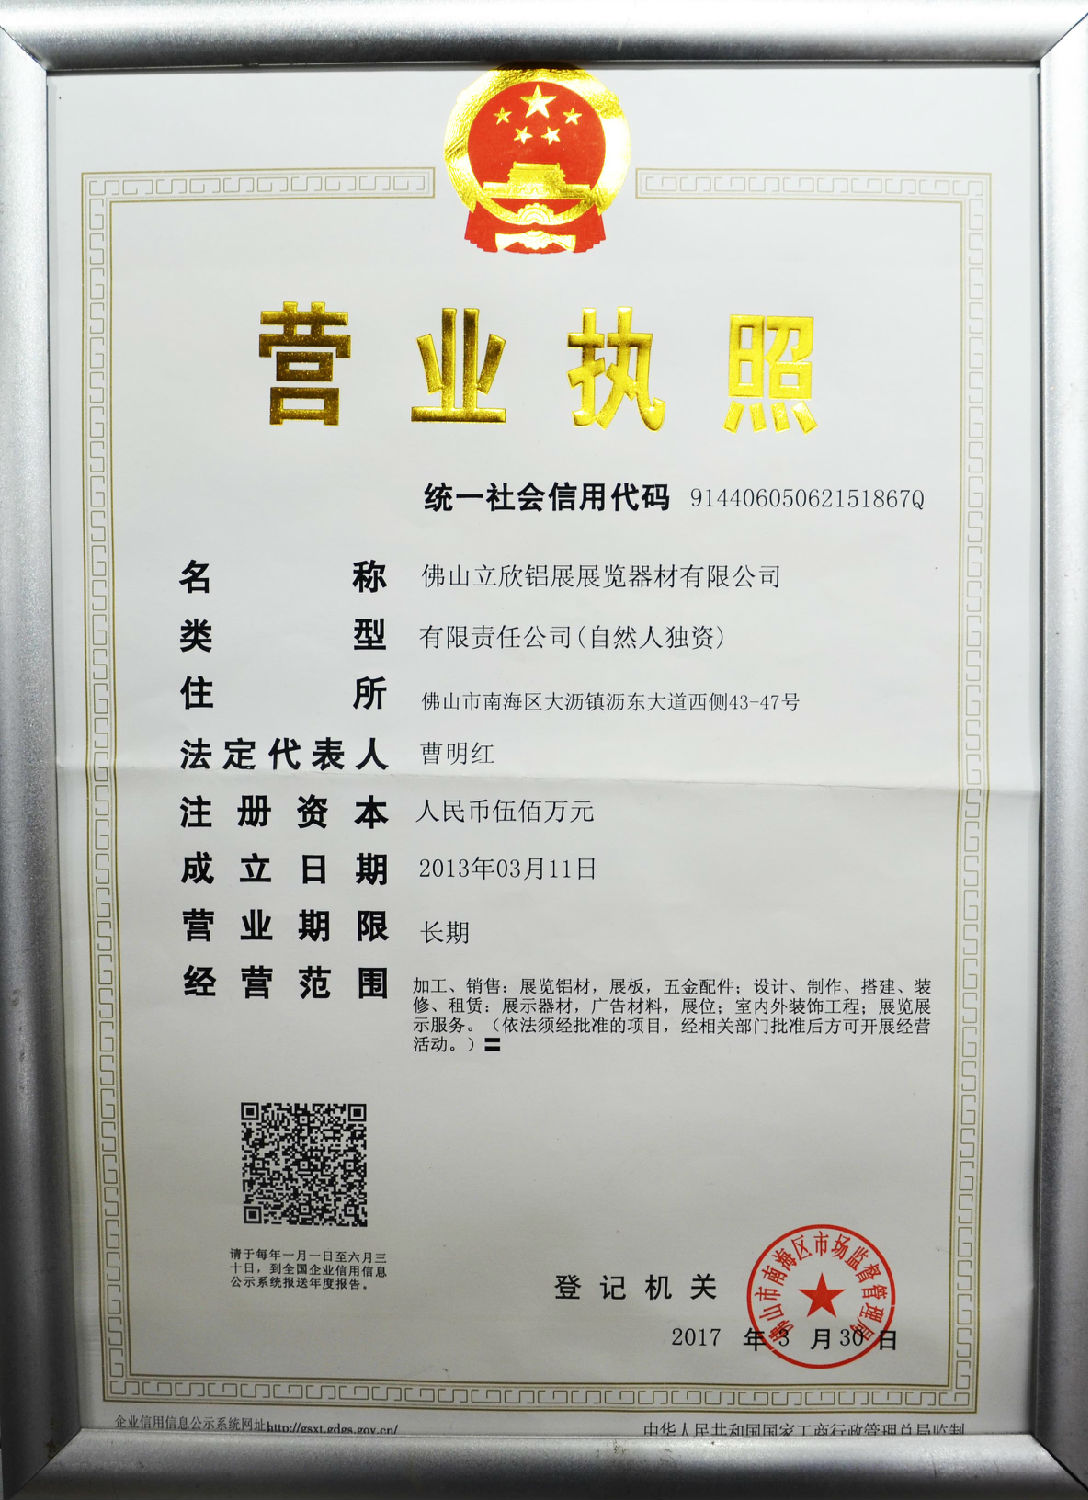 营业执照
统一社会信用代码 91440605062151867Q
名称 佛山立欣铝展展览器材有限公司
类型 有限责任公司(自然人独资)
住所 佛山市南海区大沥镇沥东大道西侧43-47号
法定代表人 曹明红
注册资本 人民币伍佰万元
成立日期 2013年03月11日
营业期限 长期
经营范围 加工、销售：展览铝材，展板，五金配件；设计、制作、搭建、装
修、租赁：展示器材，广告材料，展位；室内外装饰工程；展览展
示服务。（依法须经批准的项目，经相关部门批准后方可开展经营
活动。）〓
请于每年一月一日至六月三
十日，到全国企业信用信息
公示系统报送年度报告。
登记机关
佛山市南海区市场监督管理局
2017 年 3 月 30 日
企业信用信息公示系统网址http://gsxt.gdgs.gov.cn/
中华人民共和国国家工商行政管理总局监制